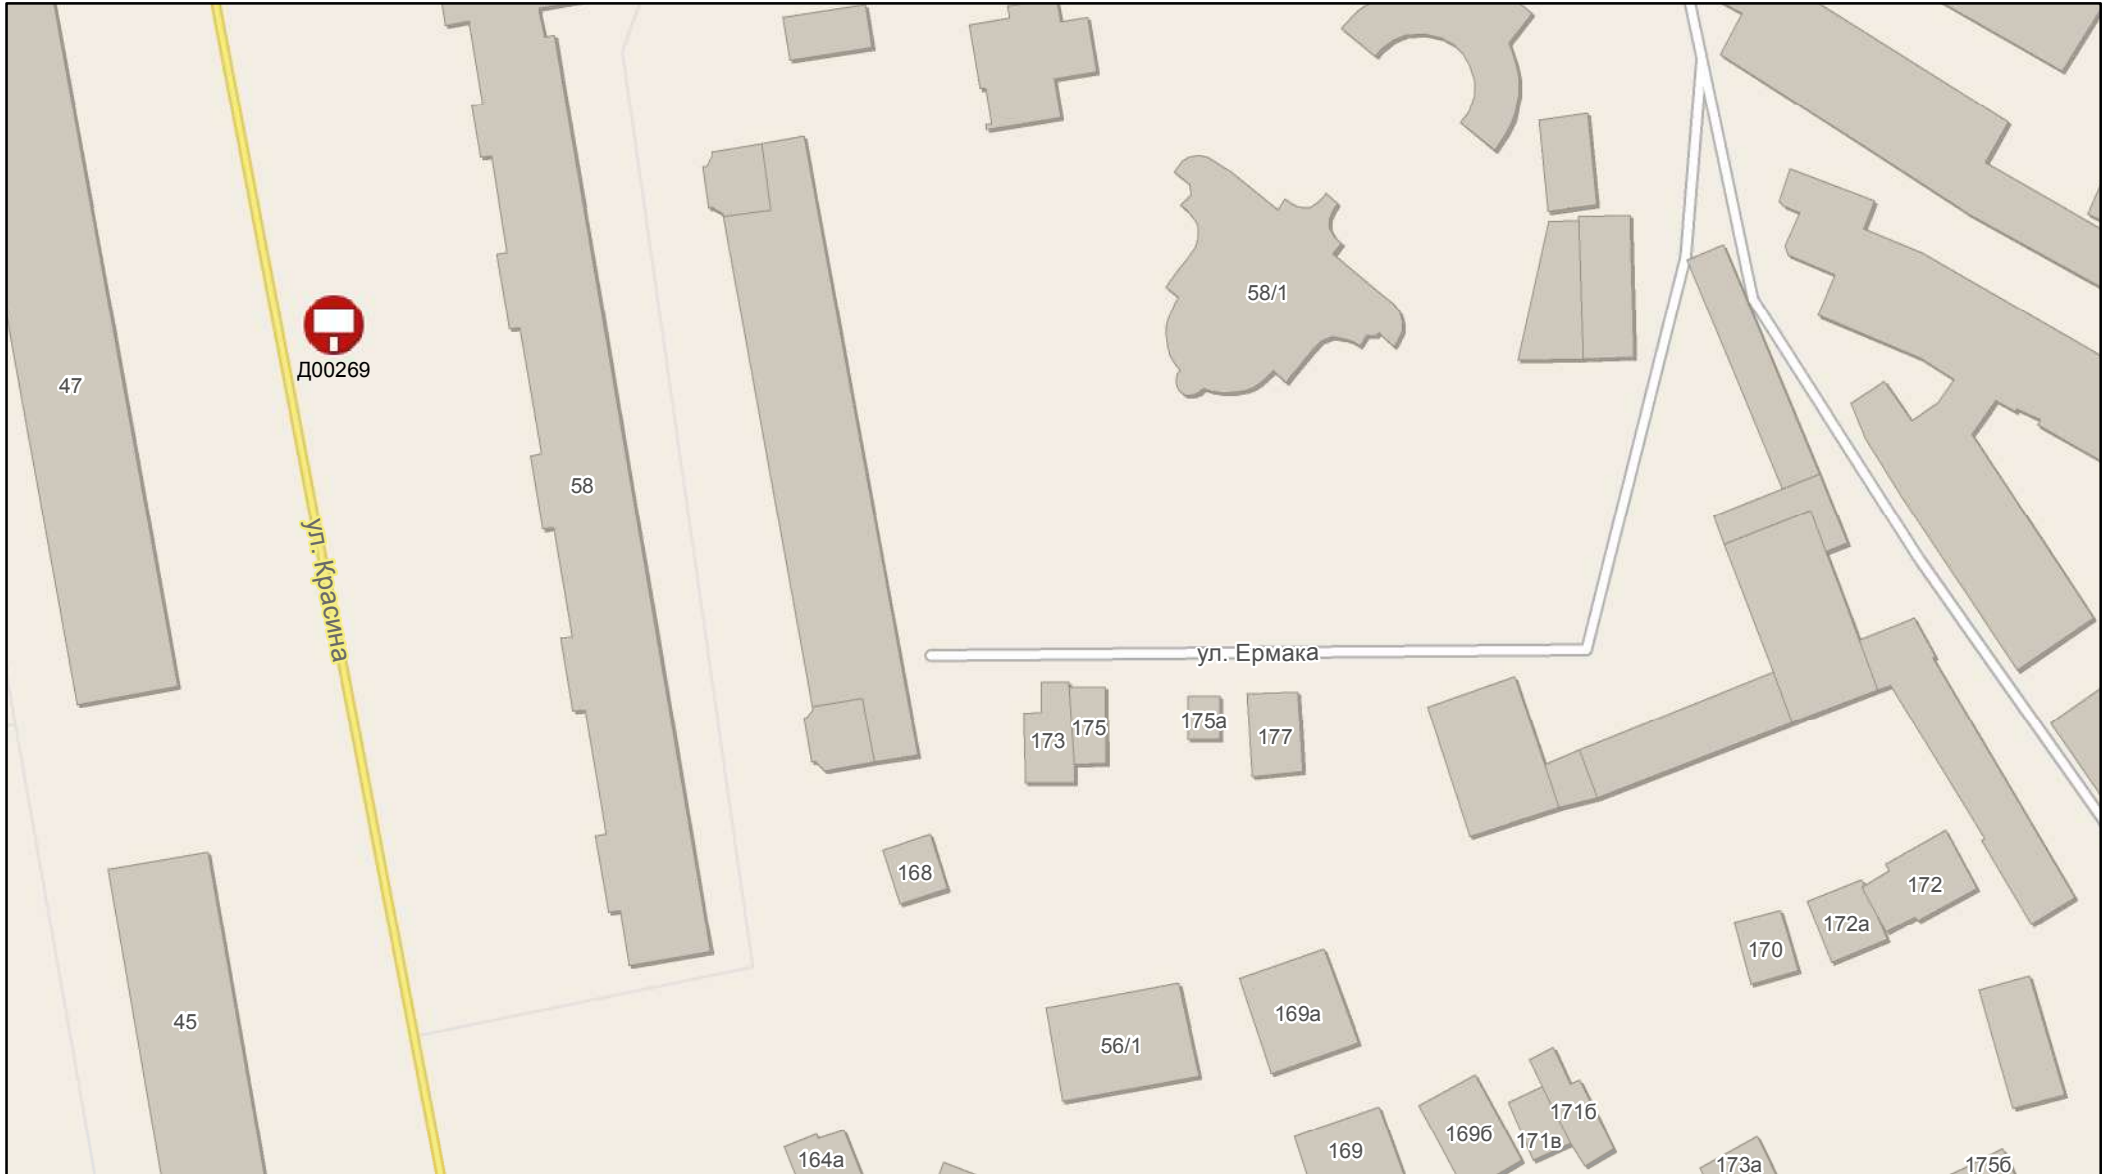 58/1
Д00269
47
58
ул. Красина
ул. Ермака
175а
175
177
173
168
172
172а
170
169а
45
56/1
171б
169б
171в
169
164а
173а
175б